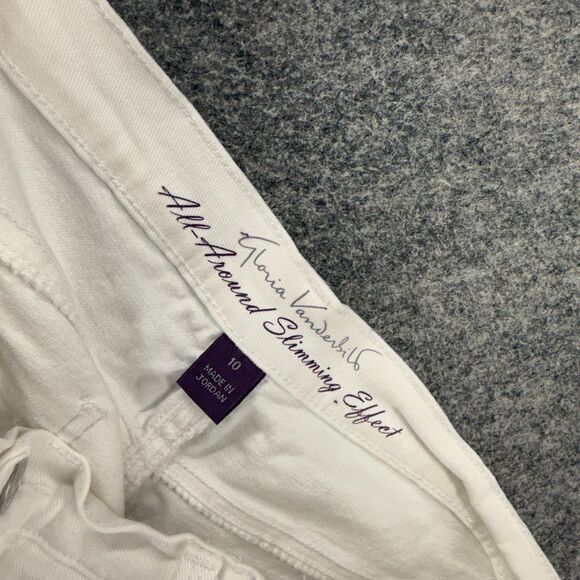 Gloria Vanderbilt
All-Around Slimming Effect
10
MADE IN
JORDAN